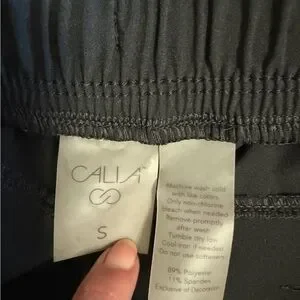 CALIA
S
Machine wash cold
with like colors
Only non-chlorine
Bleach when needed
Remove promptly
after wash
Tumble dry low
Cool iron if needed
Do not use softeners
89% Polyester
11% Spandex
Exclusive of Decoration